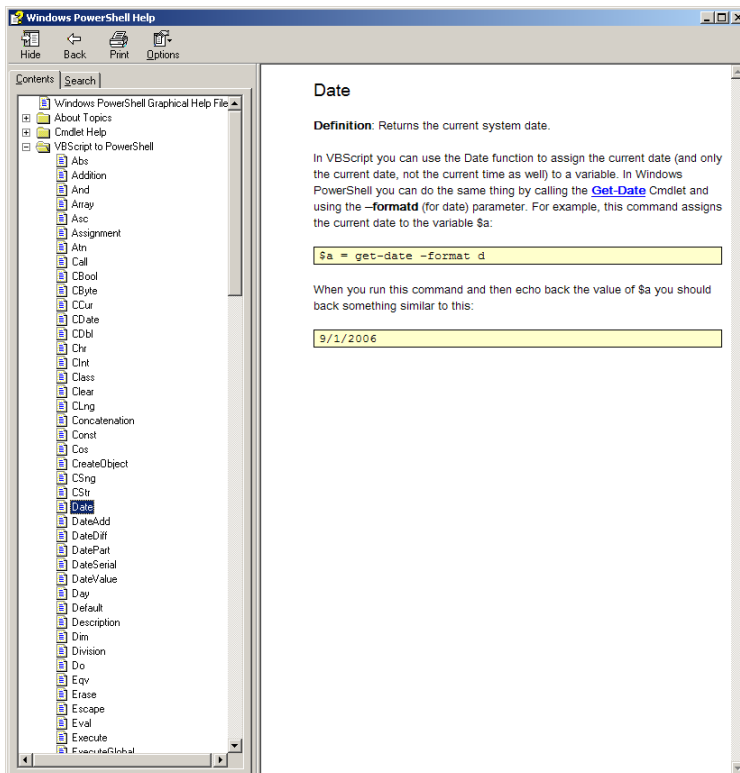 Windows PowerShell Help
Hide Back Print Options
Contents Search
Windows PowerShell Graphical Help File
About Topics
Cmdlet Help
VBScript to PowerShell
Abs
Addition
And
Array
Asc
Assignment
Atn
Call
CBool
CByte
CCur
CDate
CDbl
Chr
CInt
Class
Clear
CLng
Concatenation
Const
Cos
CreateObject
CSng
CStr
Date
DateAdd
DateDiff
DatePart
DateSerial
DateValue
Day
Default
Description
Dim
Division
Do
Eqv
Erase
Escape
Eval
Execute
ExecuteGlobal
Date
Definition: Returns the current system date.
In VBScript you can use the Date function to assign the current date (and only
the current date, not the current time as well) to a variable. In Windows
PowerShell you can do the same thing by calling the Get-Date Cmdlet and
using the –formatd (for date) parameter. For example, this command assigns
the current date to the variable $a:
$a = get-date -format d
When you run this command and then echo back the value of $a you should
back something similar to this:
9/1/2006